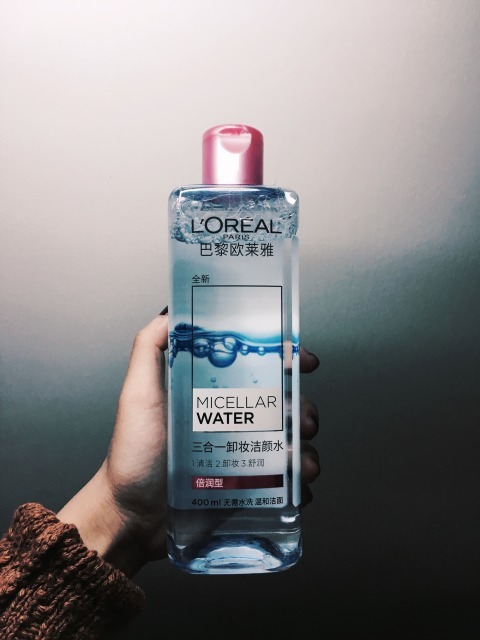 L'ORÉAL
PARIS
巴黎欧莱雅
全新
MICELLAR
WATER
三合一卸妆洁颜水
1.清洁 2.卸妆 3.舒润
倍润型
400ml 无需水洗 温和洁面